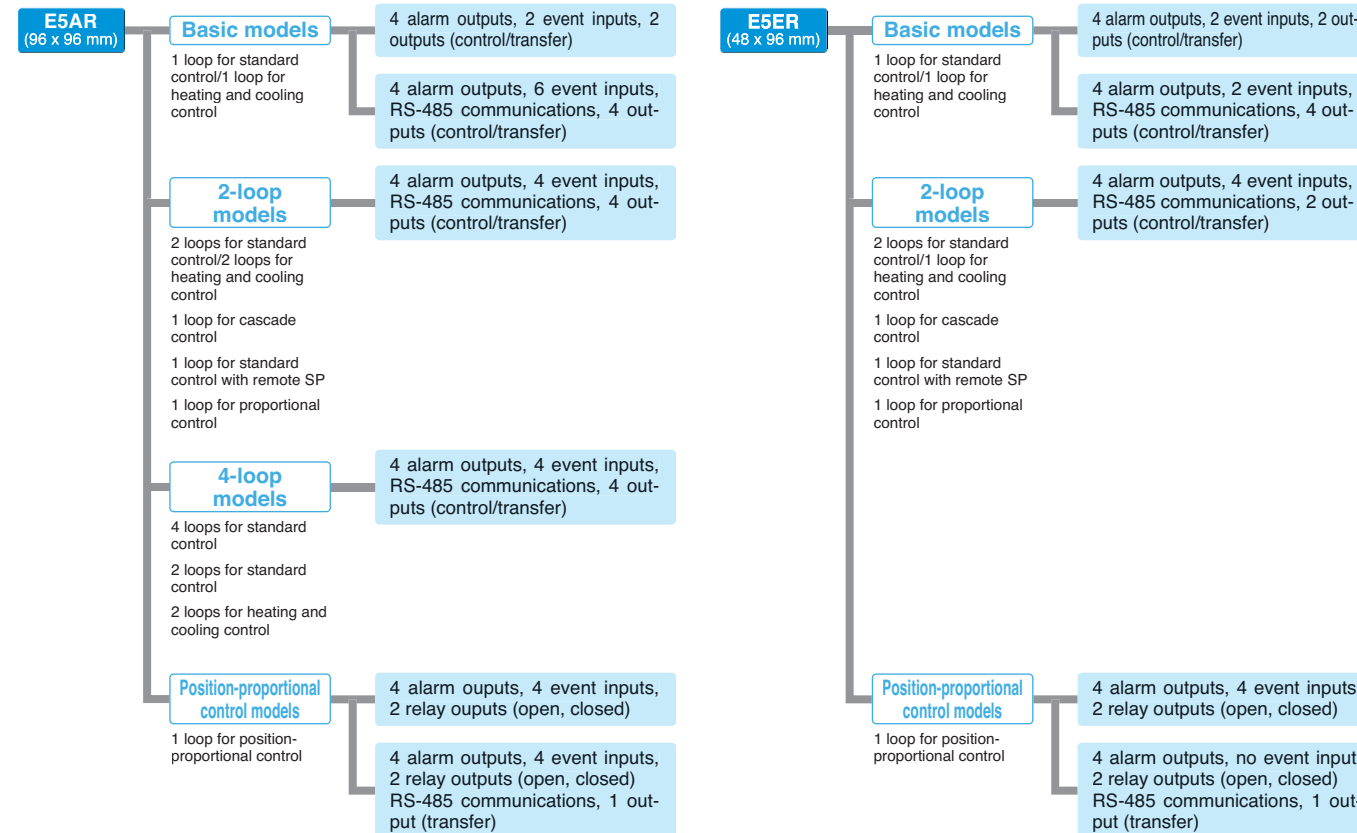 E5AR
(96 x 96 mm)
Basic models
1 loop for standard
control/1 loop for
heating and cooling
control
4 alarm outputs, 2 event inputs, 2
outputs (control/transfer)
4 alarm outputs, 6 event inputs,
RS-485 communications, 4 out-
puts (control/transfer)
2-loop
models
2 loops for standard
control/2 loops for
heating and cooling
control
1 loop for cascade
control
1 loop for standard
control with remote SP
1 loop for proportional
control
4 alarm outputs, 4 event inputs,
RS-485 communications, 4 out-
puts (control/transfer)
4-loop
models
4 loops for standard
control
2 loops for standard
control
2 loops for heating and
cooling control
4 alarm outputs, 4 event inputs,
RS-485 communications, 4 out-
puts (control/transfer)
Position-proportional
control models
1 loop for position-
proportional control
4 alarm ouputs, 4 event inputs,
2 relay ouputs (open, closed)
4 alarm outputs, 4 event inputs,
2 relay outputs (open, closed)
RS-485 communications, 1 out-
put (transfer)
E5ER
(48 x 96 mm)
Basic models
1 loop for standard
control/1 loop for
heating and cooling
control
4 alarm outputs, 2 event inputs, 2 out-
puts (control/transfer)
4 alarm outputs, 2 event inputs,
RS-485 communications, 4 out-
puts (control/transfer)
2-loop
models
2 loops for standard
control/1 loop for
heating and cooling
control
1 loop for cascade
control
1 loop for standard
control with remote SP
1 loop for proportional
control
4 alarm outputs, 4 event inputs,
RS-485 communications, 2 out-
puts (control/transfer)
Position-proportional
control models
1 loop for position-
proportional control
4 alarm outputs, 4 event inputs
2 relay outputs (open, closed)
4 alarm outputs, no event input
2 relay outputs (open, closed)
RS-485 communications, 1 out-
put (transfer)